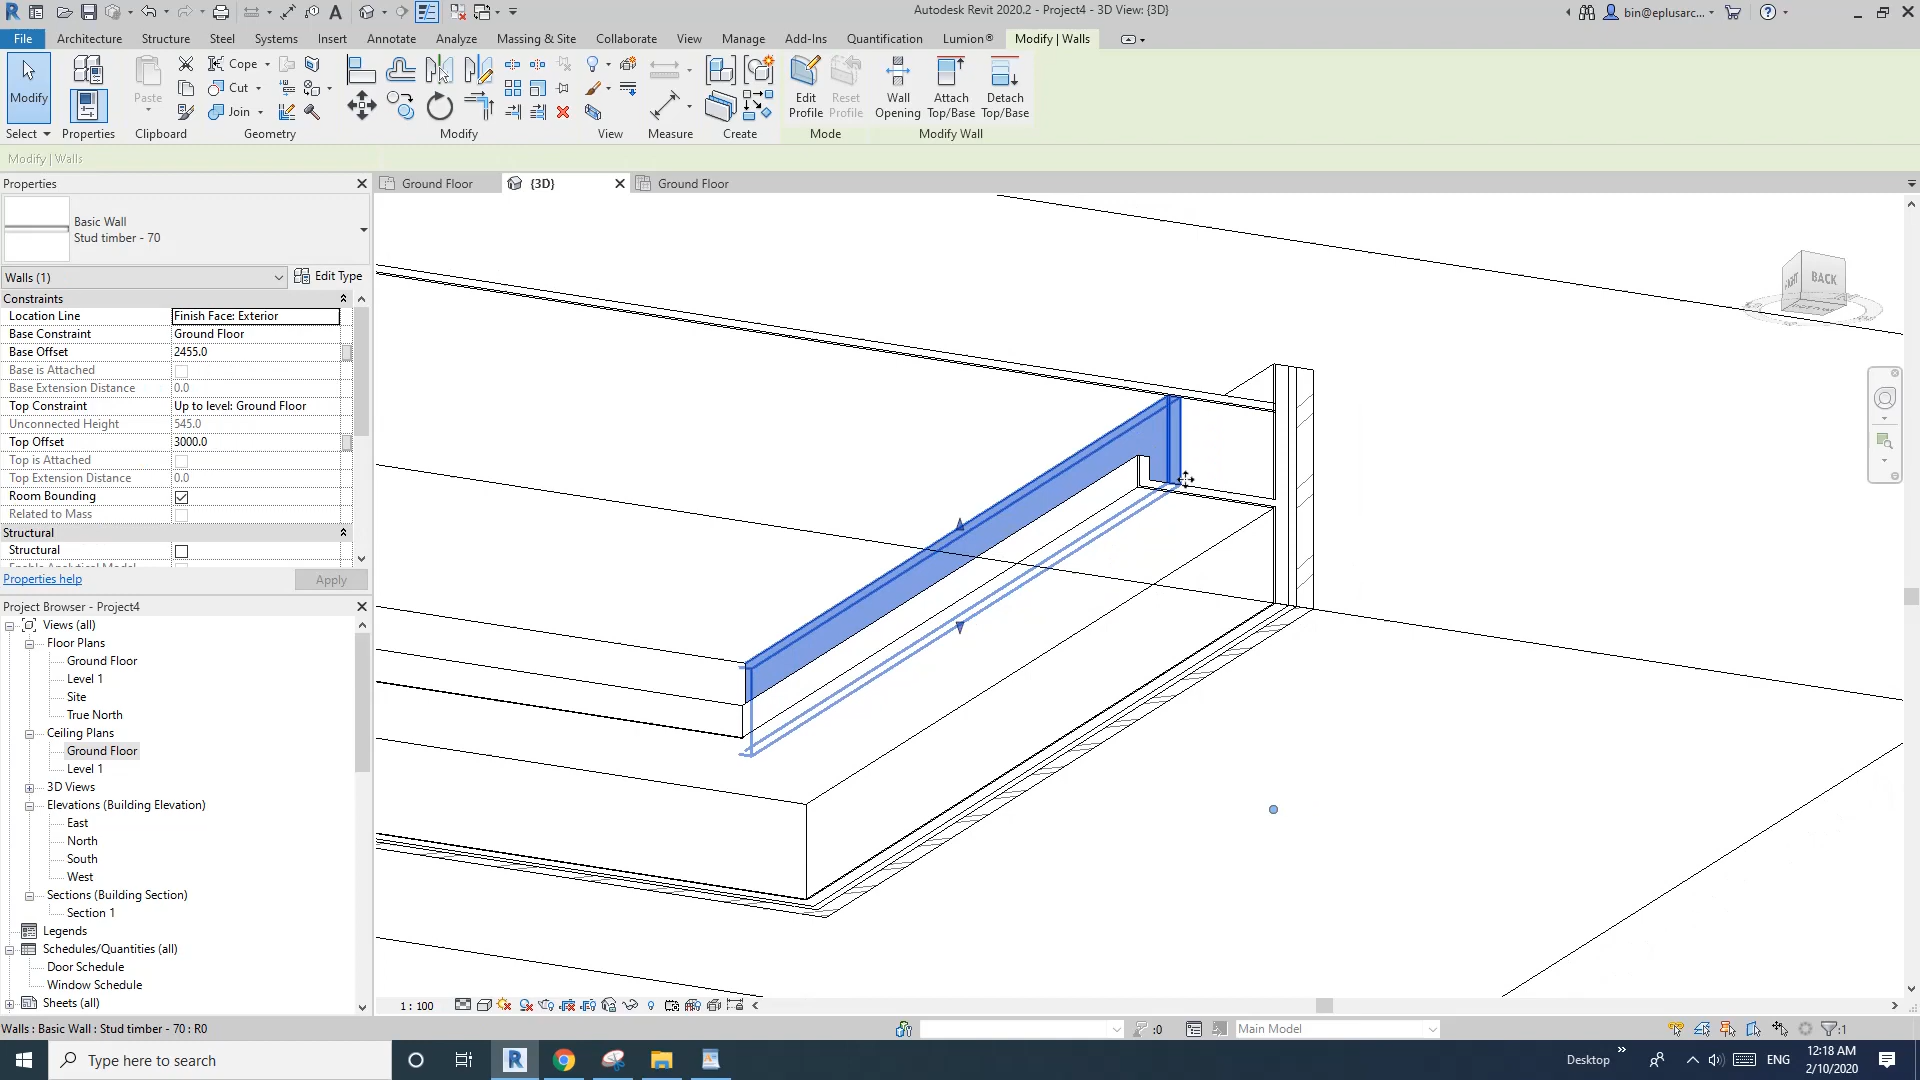 Autodesk Revit 2020.2 - Project4 - 3D View: {3D}
bin@eplusarc...
File Architecture Structure Steel Systems Insert Annotate Analyze Massing & Site Collaborate View Manage Add-Ins Quantification Lumion® Modify | Walls
Modify
Select
Properties
Paste
Clipboard
Cope
Cut
Join
Geometry
Modify
View
Measure
Create
Edit
Profile
Reset
Profile
Mode
Wall
Opening
Attach
Top/Base
Detach
Top/Base
Modify Wall
Modify | Walls
Properties
Ground Floor
{3D}
Ground Floor
Basic Wall
Stud timber - 70
Walls (1)
Edit Type
Constraints
Location Line Finish Face: Exterior
Base Constraint Ground Floor
Base Offset 2455.0
Base is Attached
Base Extension Distance 0.0
Top Constraint Up to level: Ground Floor
Unconnected Height 545.0
Top Offset 3000.0
Top is Attached
Top Extension Distance 0.0
Room Bounding
Related to Mass
Structural
Structural
Properties help
Apply
BACK
Project Browser - Project4
Views (all)
Floor Plans
Ground Floor
Level 1
Site
True North
Ceiling Plans
Ground Floor
Level 1
3D Views
Elevations (Building Elevation)
East
North
South
West
Sections (Building Section)
Section 1
Legends
Schedules/Quantities (all)
Door Schedule
Window Schedule
Sheets (all)
1 : 100
Walls : Basic Wall : Stud timber - 70 : R0
:0
Main Model
:1
Type here to search
Desktop
ENG
12:18 AM
2/10/2020